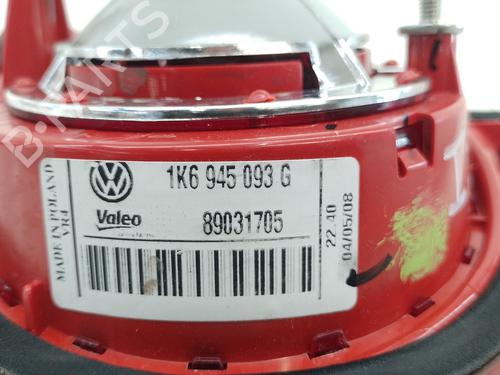 B-PARTS
1K6 945 093 G
Valeo
89031705
MADE IN POLAND
VR4
22.40
04/05/08